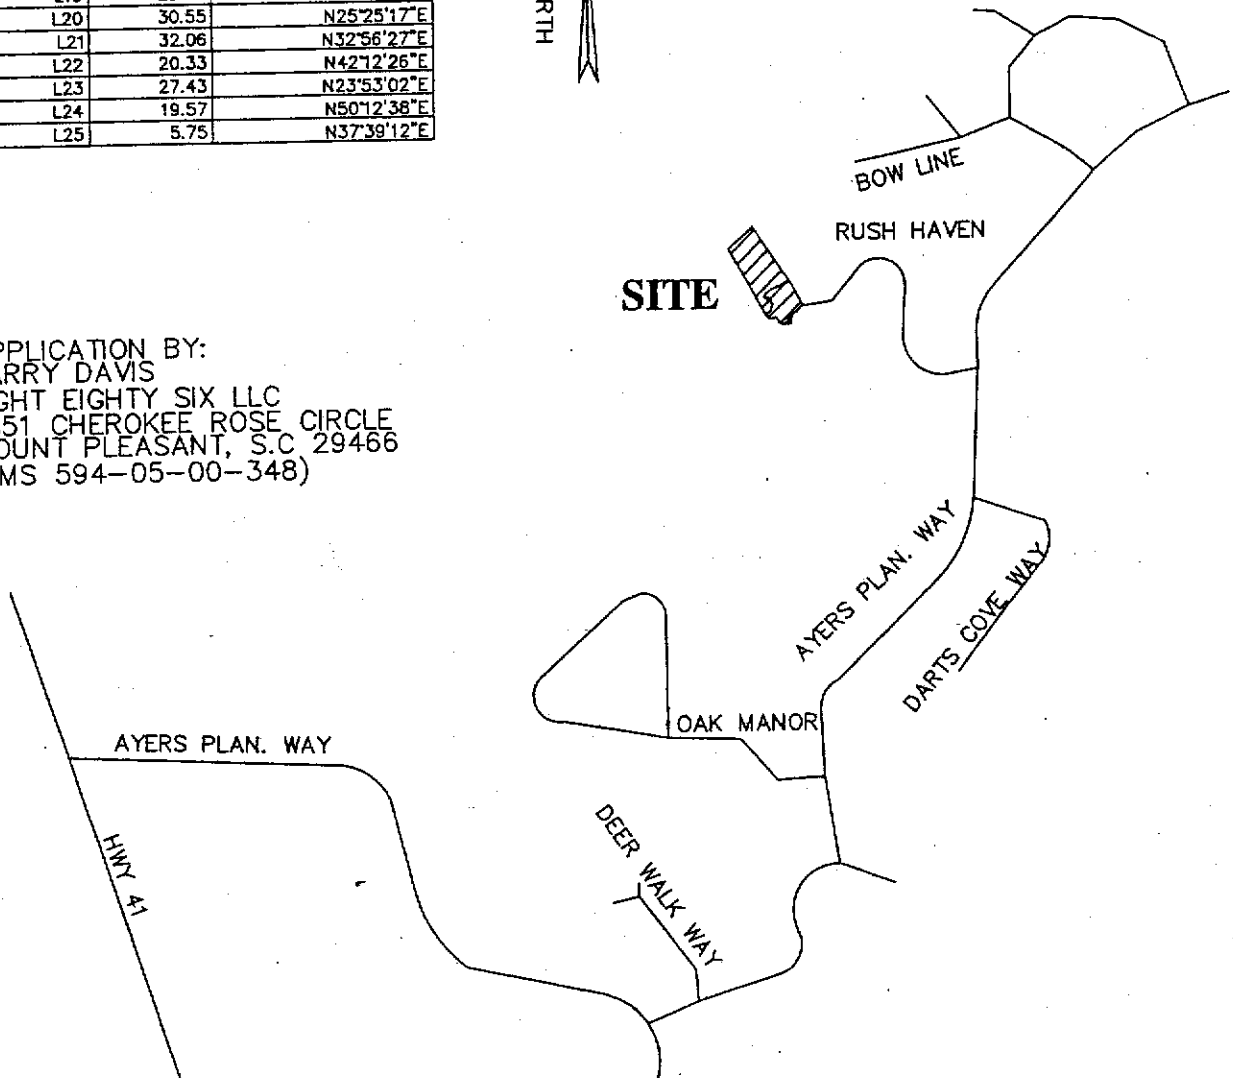 L20 30.55 N25°25'17"E
L21 32.06 N32°56'27"E
L22 20.33 N42°12'26"E
L23 27.43 N23°53'02"E
L24 19.57 N50°12'38"E
L25 5.75 N37°39'12"E
RTH
BOW LINE
RUSH HAVEN
SITE
PPLICATION BY:
ARRY DAVIS
GHT EIGHTY SIX LLC
51 CHEROKEE ROSE CIRCLE
OUNT PLEASANT, S.C 29466
MS 594-05-00-348)
AYERS PLAN. WAY
DARTS COVE WAY
OAK MANOR
AYERS PLAN. WAY
HWY 41
DEER WALK WAY